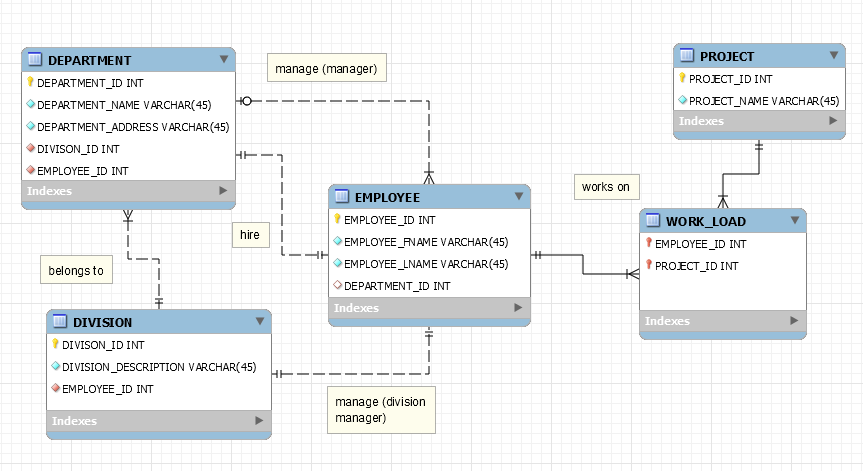 DEPARTMENT
DEPARTMENT_ID INT
DEPARTMENT_NAME VARCHAR(45)
DEPARTMENT_ADDRESS VARCHAR(45)
DIVISON_ID INT
EMPLOYEE_ID INT
Indexes
manage (manager)
PROJECT
PROJECT_ID INT
PROJECT_NAME VARCHAR(45)
Indexes
hire
EMPLOYEE
EMPLOYEE_ID INT
EMPLOYEE_FNAME VARCHAR(45)
EMPLOYEE_LNAME VARCHAR(45)
DEPARTMENT_ID INT
Indexes
works on
WORK_LOAD
EMPLOYEE_ID INT
PROJECT_ID INT
Indexes
belongs to
DIVISION
DIVISON_ID INT
DIVISION_DESCRIPTION VARCHAR(45)
EMPLOYEE_ID INT
Indexes
manage (division
manager)